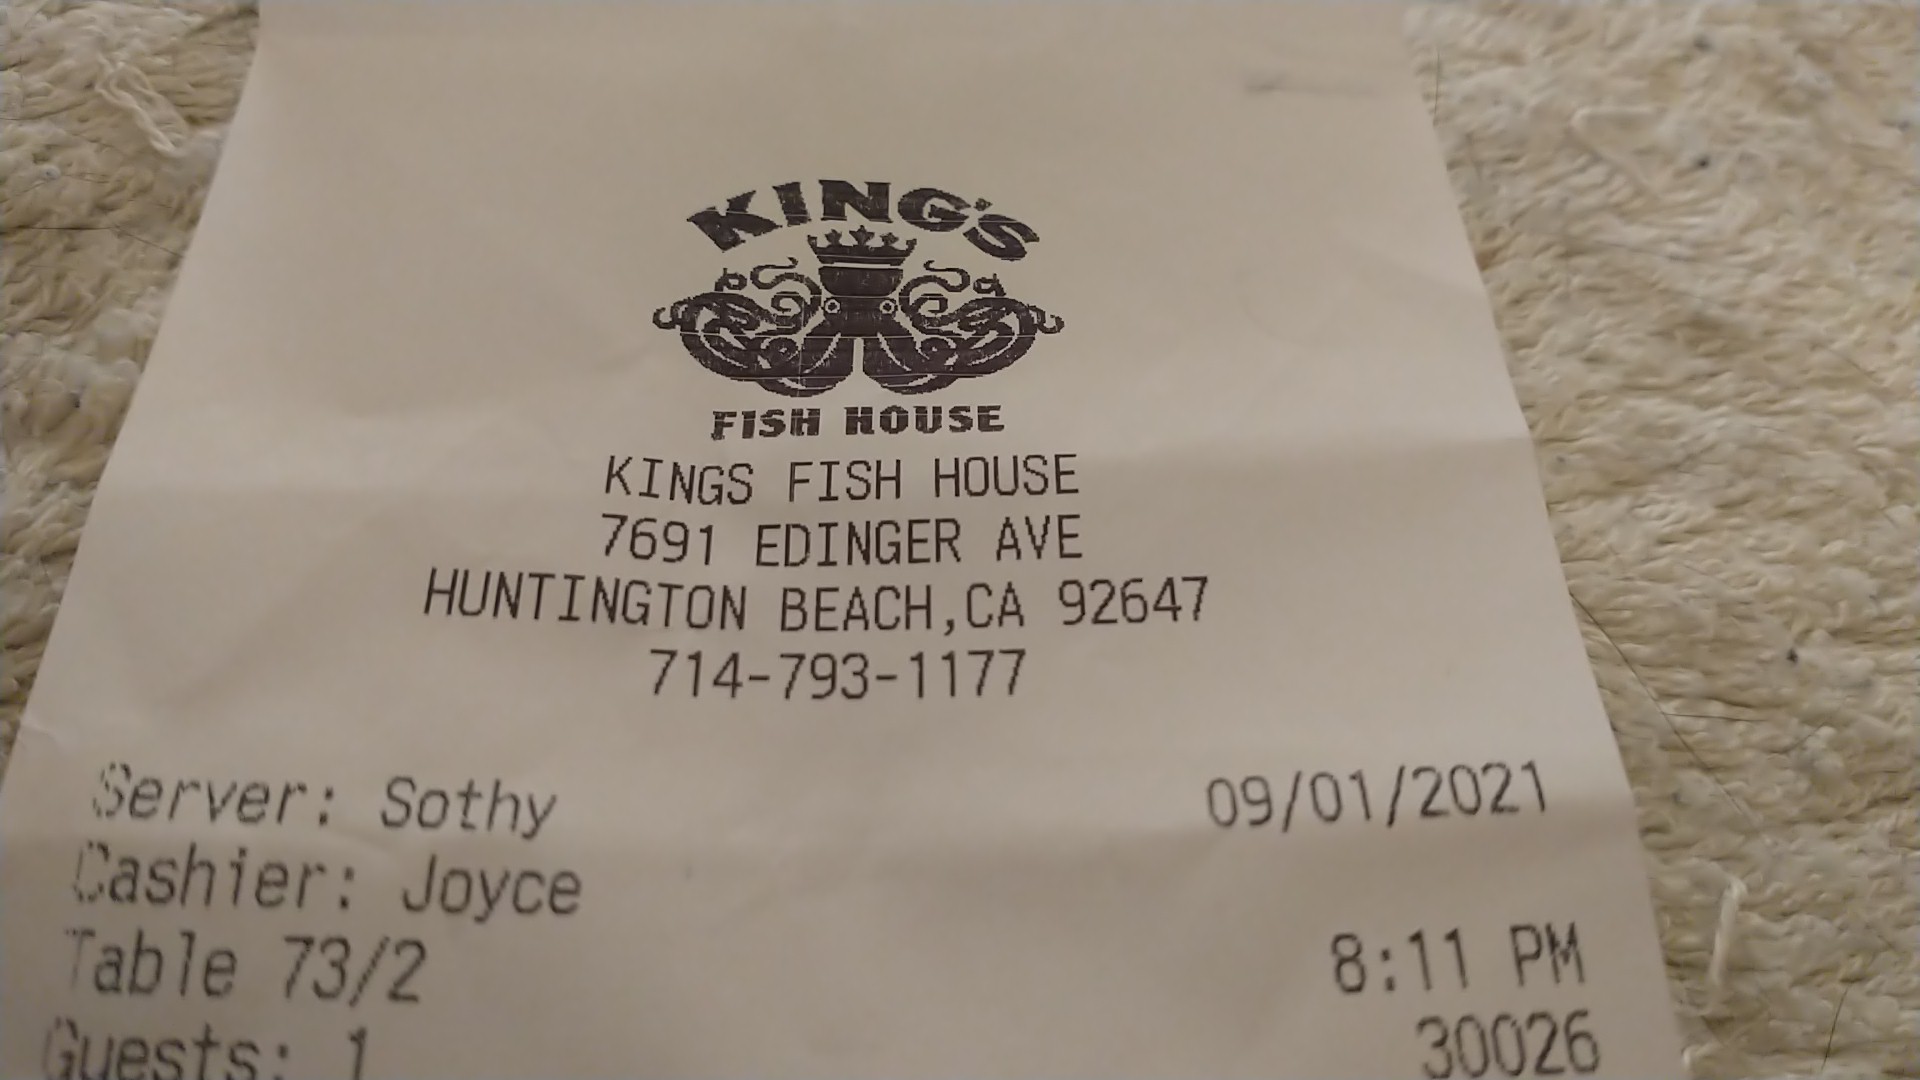 KING'S
FISH HOUSE
KINGS FISH HOUSE
7691 EDINGER AVE
HUNTINGTON BEACH,CA 92647
714-793-1177
Server: Sothy 09/01/2021
Cashier: Joyce
Table 73/2 8:11 PM
Guests: 1 30026